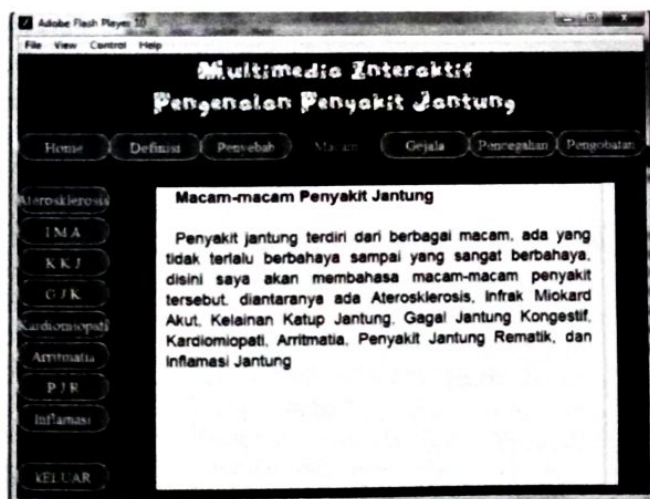 Adobe Flash Player 10
File View Control Help
Multimedia Interaktif
Pengenalan Penyakit Jantung
Home Definisi Penyebab Macam Gejala Pencegahan Pengobatan
Aterosklerosis
I M A
K K J
G J K
Kardiomiopati
Arritmatia
P J R
Inflamasi
KELUAR
Macam-macam Penyakit Jantung
Penyakit jantung terdiri dari berbagai macam, ada yang
tidak terlalu berbahaya sampai yang sangat berbahaya,
disini saya akan membahasa macam-macam penyakit
tersebut. diantaranya ada Aterosklerosis, Infrak Miokard
Akut, Kelainan Katup Jantung, Gagal Jantung Kongestif,
Kardiomiopati, Arritmatia, Penyakit Jantung Rematik, dan
Inflamasi Jantung